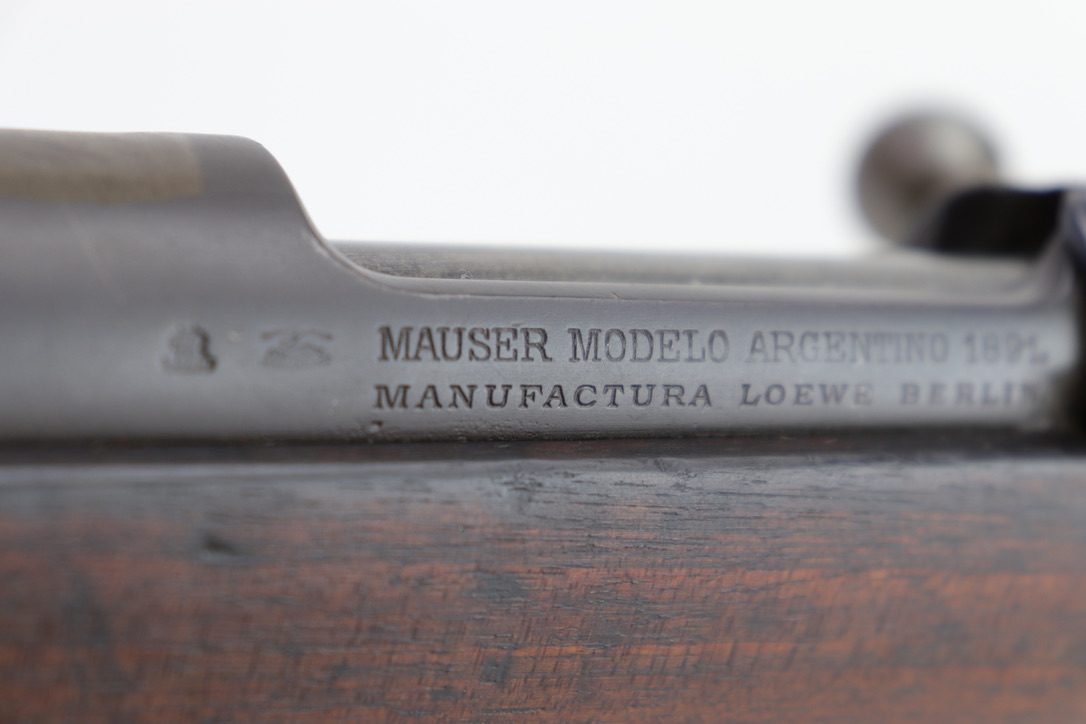 MAUSER MODELO ARGENTINO 1891
MANUFACTURA LOEWE BERLIN